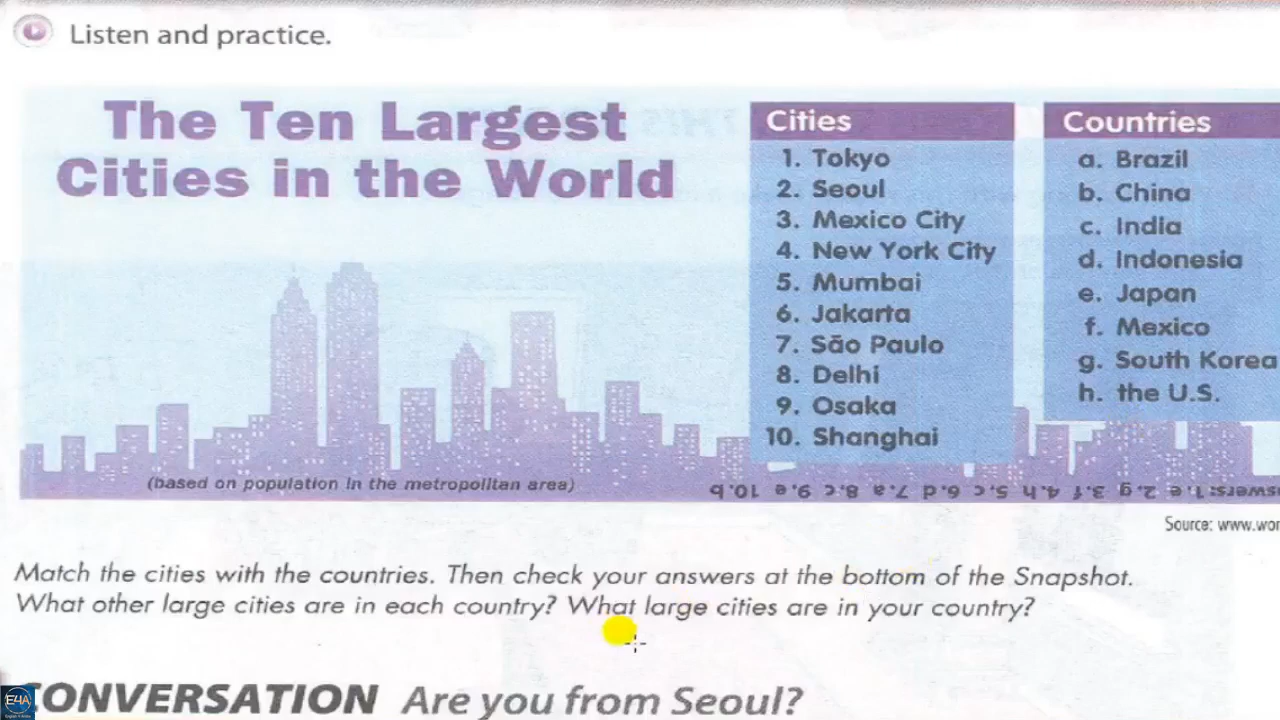 Listen and practice.
The Ten Largest
Cities in the World
Cities
1. Tokyo
2. Seoul
3. Mexico City
4. New York City
5. Mumbai
6. Jakarta
7. São Paulo
8. Delhi
9. Osaka
10. Shanghai
Countries
a. Brazil
b. China
c. India
d. Indonesia
e. Japan
f. Mexico
g. South Korea
h. the U.S.
(based on population in the metropolitan area)
1. e 2. g 3. f 4. h 5. c 6. d 7. a 8. c 9. e 10. b
Source: www.wor
Match the cities with the countries. Then check your answers at the bottom of the Snapshot.
What other large cities are in each country? What large cities are in your country?
CONVERSATION Are you from Seoul?
E4A